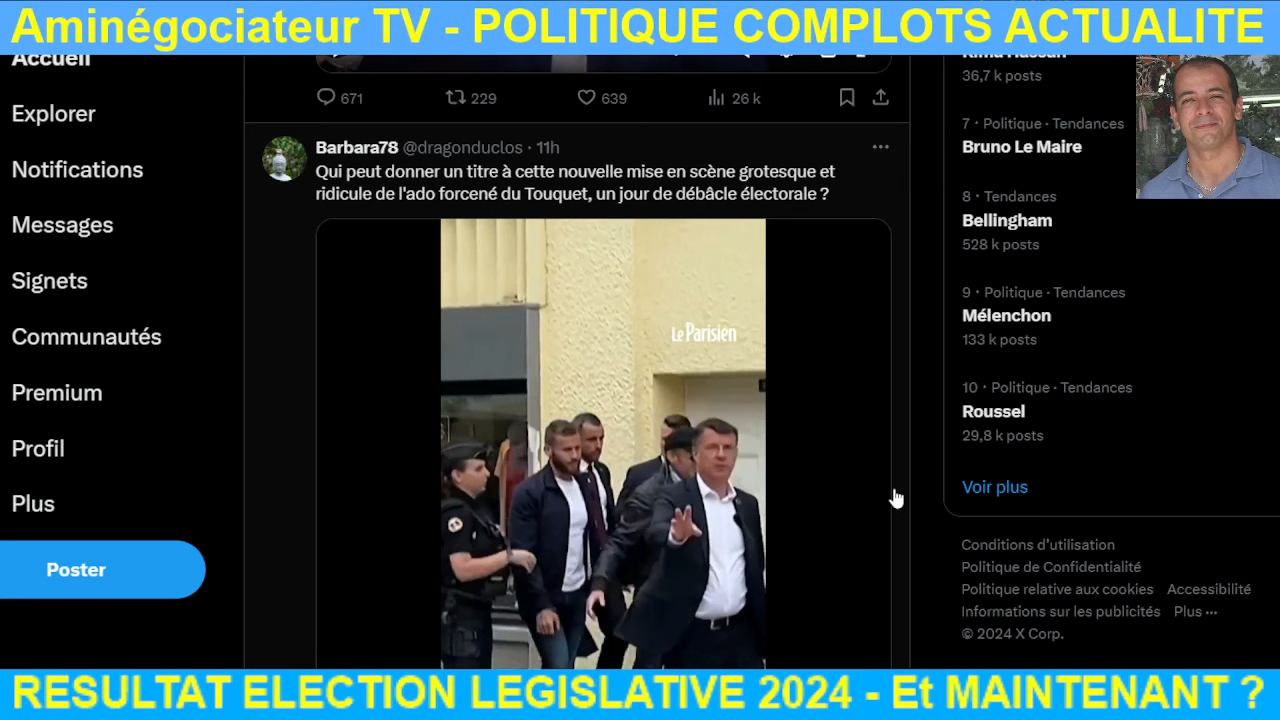 Aminégociateur TV - POLITIQUE COMPLOTS ACTUALITE
Accueil
Explorer
Notifications
Messages
Signets
Communautés
Premium
Profil
Plus
Poster
671
229
639
26 k
Barbara78 @dragonduclos · 11h
Qui peut donner un titre à cette nouvelle mise en scène grotesque et
ridicule de l'ado forcené du Touquet, un jour de débâcle électorale ?
Le Parisien
36,7 k posts
7 · Politique · Tendances
Bruno Le Maire
8 · Tendances
Bellingham
528 k posts
9 · Politique · Tendances
Mélenchon
133 k posts
10 · Politique · Tendances
Roussel
29,8 k posts
Voir plus
Conditions d'utilisation
Politique de Confidentialité
Politique relative aux cookies Accessibilité
Informations sur les publicités Plus ···
© 2024 X Corp.
RESULTAT ELECTION LEGISLATIVE 2024 - Et MAINTENANT ?